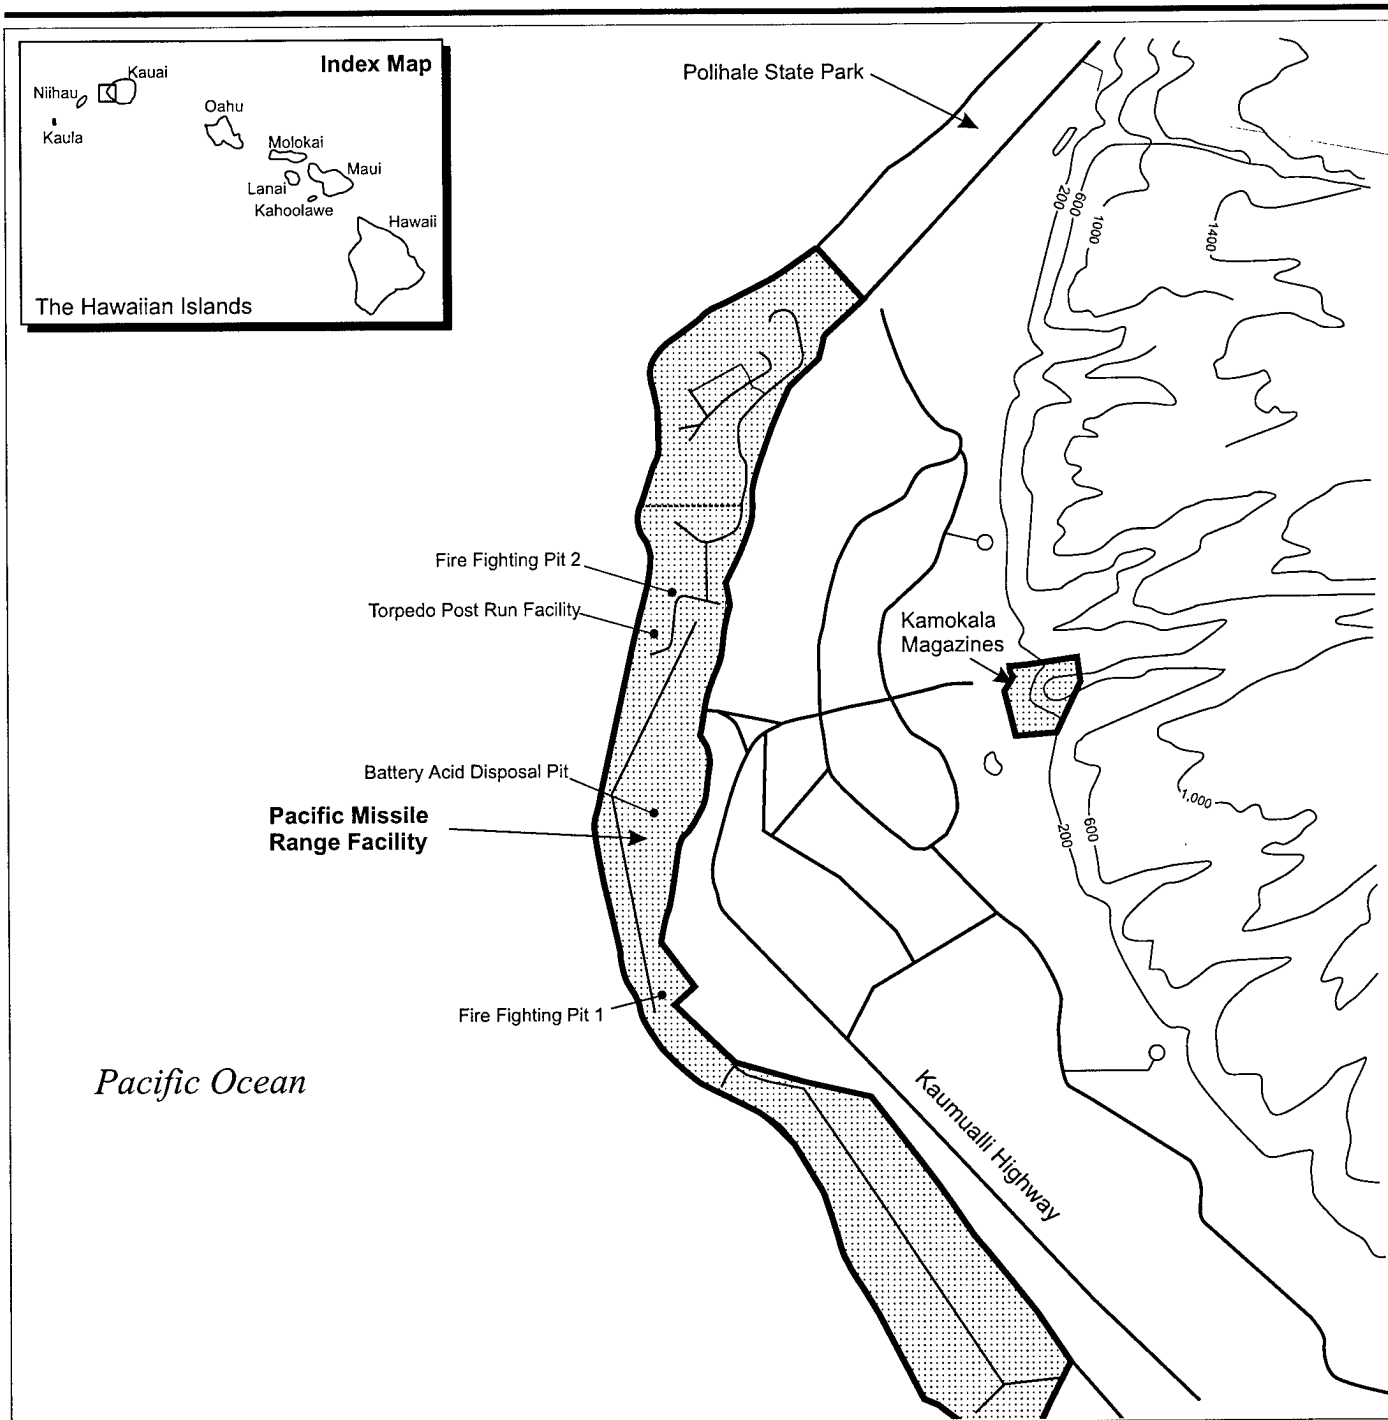 Index Map
Kauai
Niihau
Kaula
Oahu
Molokai
Maui
Lanai
Kahoolawe
Hawaii
The Hawaiian Islands
Polihale State Park
200
600
1000
1400
Fire Fighting Pit 2
Torpedo Post Run Facility
Kamokala
Magazines
Battery Acid Disposal Pit
Pacific Missile
Range Facility
1,000
200
600
Fire Fighting Pit 1
Pacific Ocean
Kaumualli Highway